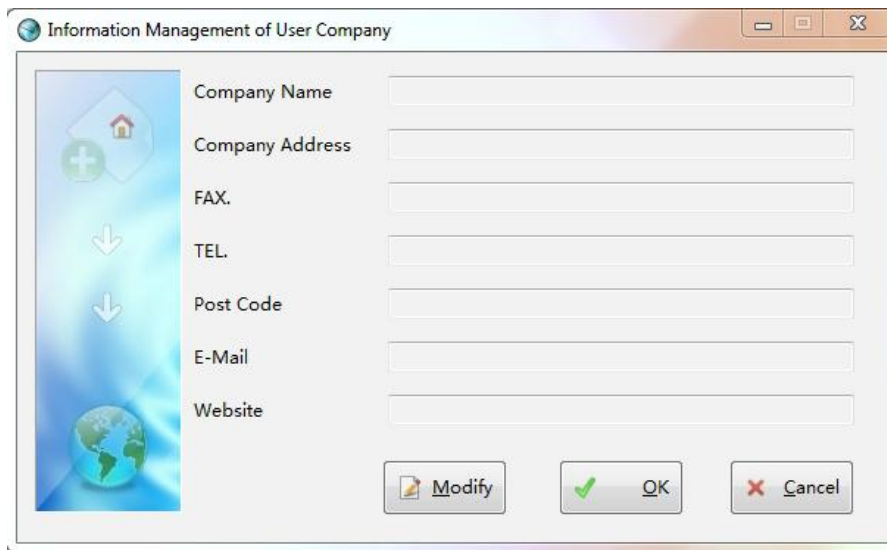 Information Management of User Company
Company Name
Company Address
FAX.
TEL.
Post Code
E-Mail
Website
Modify OK Cancel